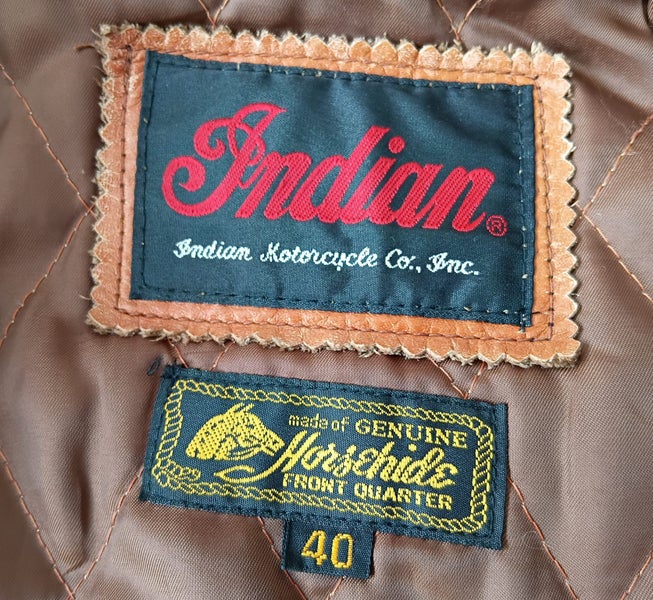 Indian®
Indian Motorcycle Co., Inc.
made of GENUINE
Horsehide
FRONT QUARTER
40